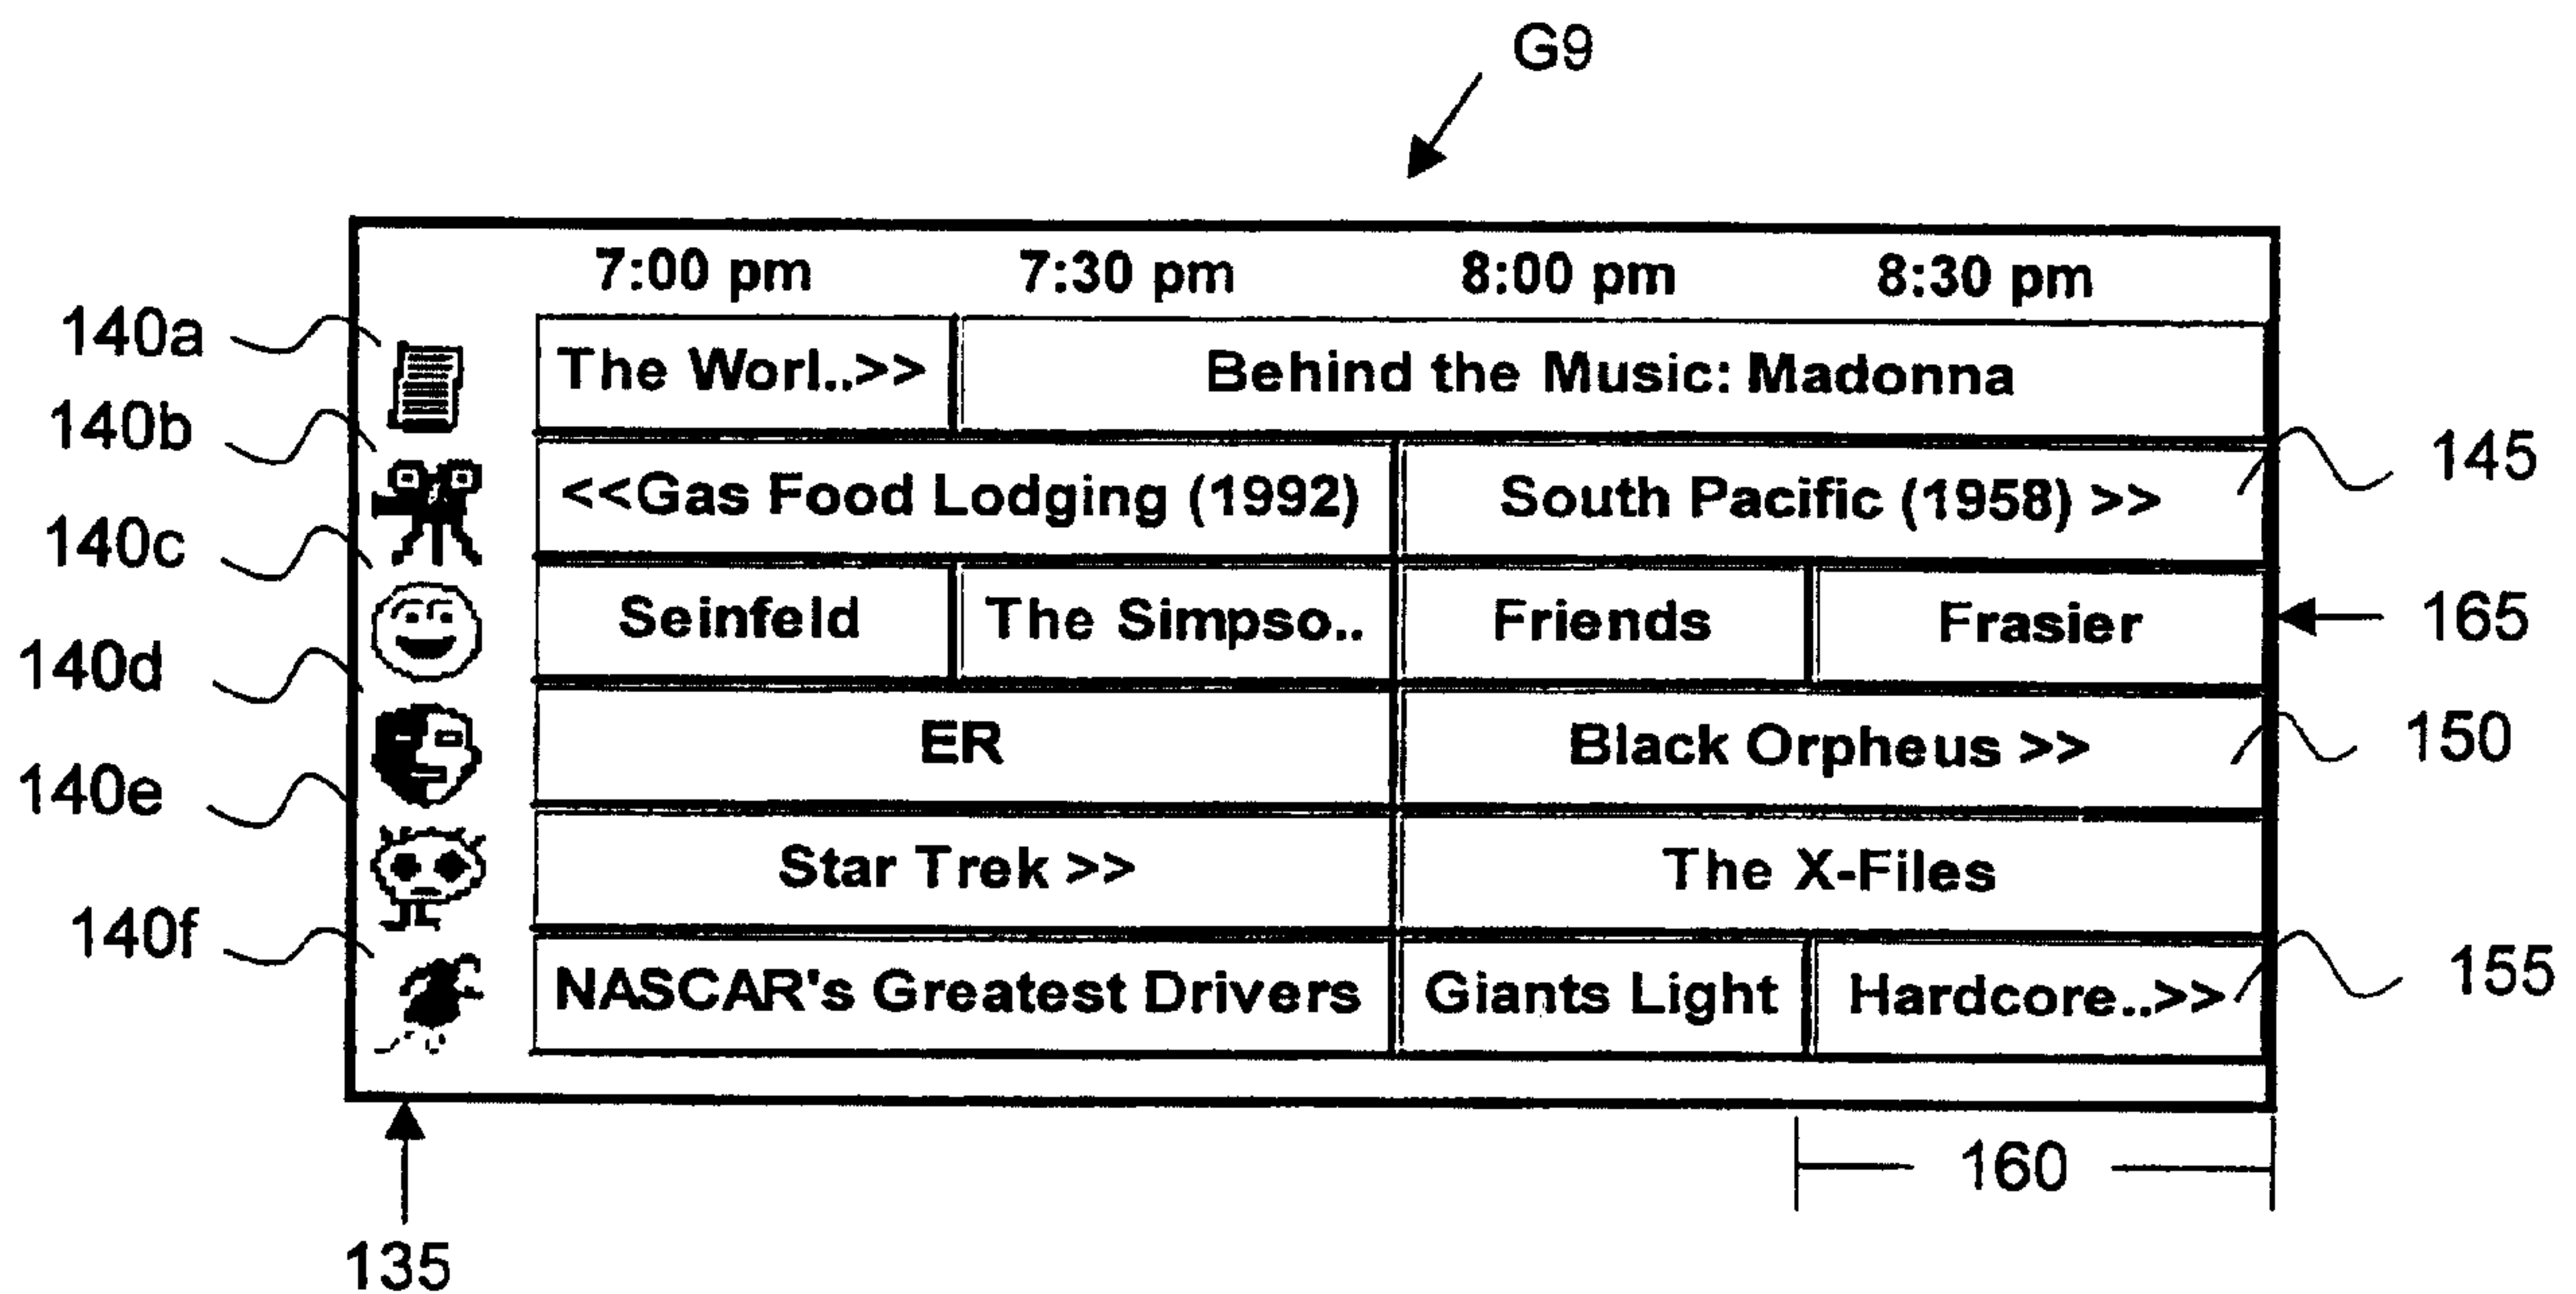 G9
7:00 pm 7:30 pm 8:00 pm 8:30 pm
140a
The Worl..>> Behind the Music: Madonna
140b
<<Gas Food Lodging (1992) South Pacific (1958) >> 145
140c
Seinfeld The Simpso.. Friends Frasier 165
140d
ER Black Orpheus >> 150
140e
Star Trek >> The X-Files
140f
NASCAR's Greatest Drivers Giants Light Hardcore..>> 155
160
135